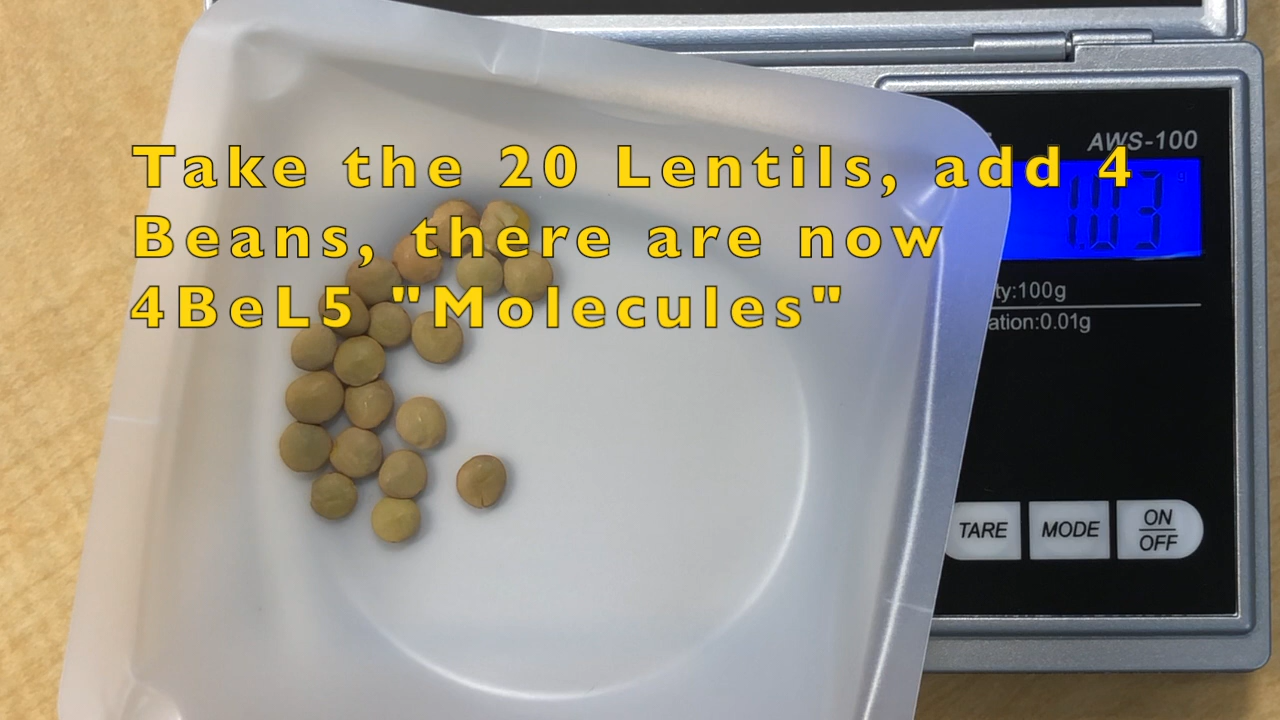 Take the 20 Lentils, add 4
Beans, there are now
4BeL5 "Molecules"
AWS-100
1.03
ty:100g
ation:0.01g
TARE
MODE
ON
OFF